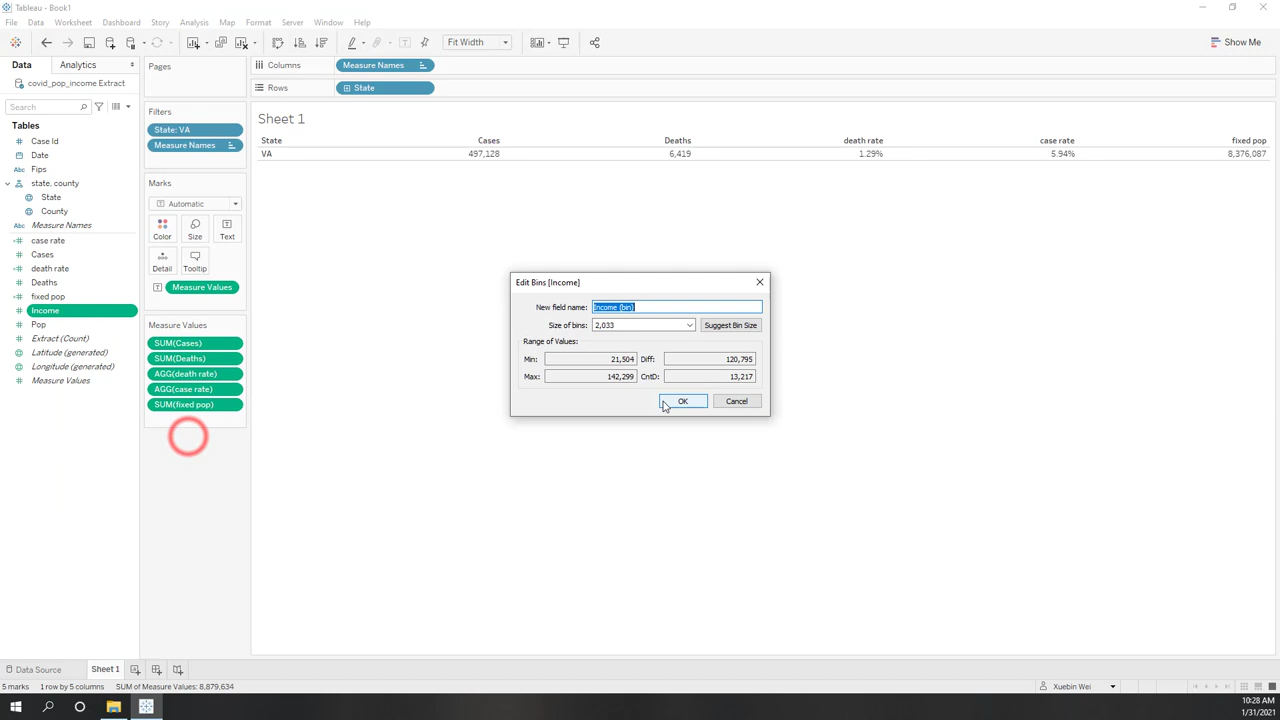 Tableau - Book1
File Data Worksheet Dashboard Story Analysis Map Format Server Window Help
Fit Width
Show Me
Data Analytics
covid_pop_income Extract
Search
Tables
Case Id
Date
Abc Fips
state, county
State
County
Abc Measure Names
case rate
Cases
death rate
Deaths
fixed pop
Income
Pop
Extract (Count)
Latitude (generated)
Longitude (generated)
Measure Values
Pages
Filters
State: VA
Measure Names
Marks
Automatic
Color Size Text
Detail Tooltip
Measure Values
Measure Values
SUM(Cases)
SUM(Deaths)
AGG(death rate)
AGG(case rate)
SUM(fixed pop)
Columns Measure Names
Rows State
Sheet 1
State Cases Deaths death rate case rate fixed pop
VA 497,128 6,419 1.29% 5.94% 8,376,087
Edit Bins [Income]
New field name: Income (bin)
Size of bins: 2,033 Suggest Bin Size
Range of Values:
Min: 21,504 Diff: 120,795
Max: 142,299 CntD: 13,217
OK Cancel
Data Source Sheet 1
5 marks 1 row by 5 columns SUM of Measure Values: 8,879,634
Xuebin Wei
10:28 AM
1/31/2021